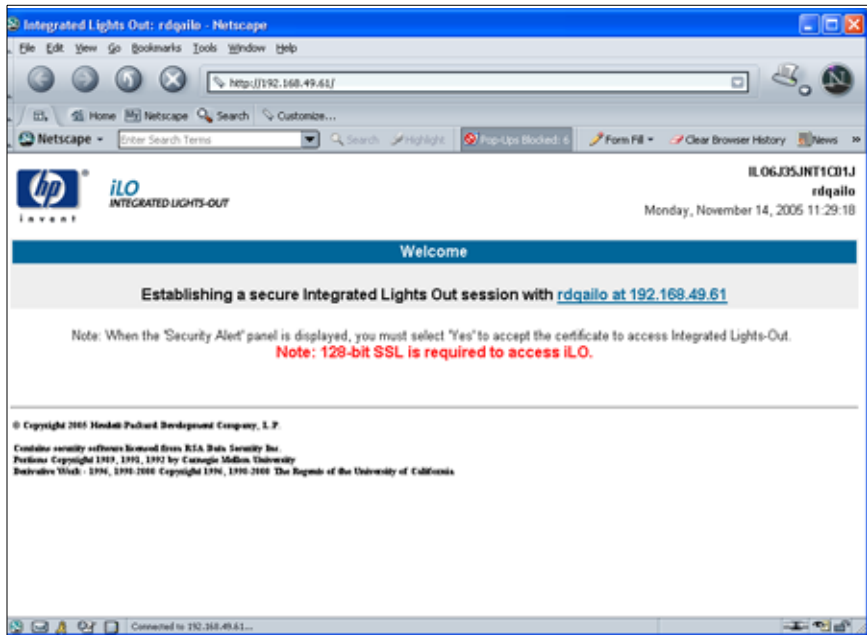 Integrated Lights Out: rdqailo - Netscape
File Edit View Go Bookmarks Tools Window Help
http://192.168.49.61/
Home Netscape Search Customize...
Netscape Enter Search Terms Search Highlight Pop-Ups Blocked: 6 Form Fill Clear Browser History News »
hp
invent
iLO
INTEGRATED LIGHTS-OUT
ILO6J35JNT1C01J
rdqailo
Monday, November 14, 2005 11:29:18
Welcome
Establishing a secure Integrated Lights Out session with rdqailo at 192.168.49.61
Note: When the 'Security Alert' panel is displayed, you must select 'Yes' to accept the certificate to access Integrated Lights-Out.
Note: 128-bit SSL is required to access iLO.
© Copyright 2005 Hewlett-Packard Development Company, L.P.
Contains security software licensed from RSA Data Security Inc.
Portions Copyright 1989, 1991, 1992 by Carnegie Mellon University
Derivative Work - 1996, 1998-2000 Copyright 1996, 1998-2000 The Regents of the University of California
Connected to 192.168.49.61...